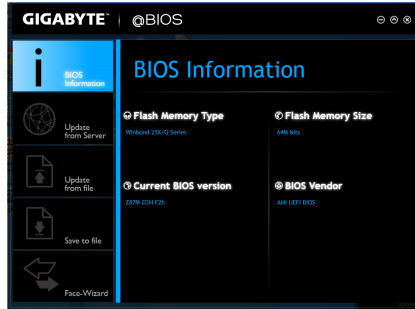 GIGABYTE™ | @BIOS
BIOS
Information
Update
from Server
Update
from file
Save to file
Face-Wizard
BIOS Information
Flash Memory Type
Winbond 25X/Q Series
Flash Memory Size
64M bits
Current BIOS version
Z87M-D3H F2h
BIOS Vendor
AMI UEFI BIOS